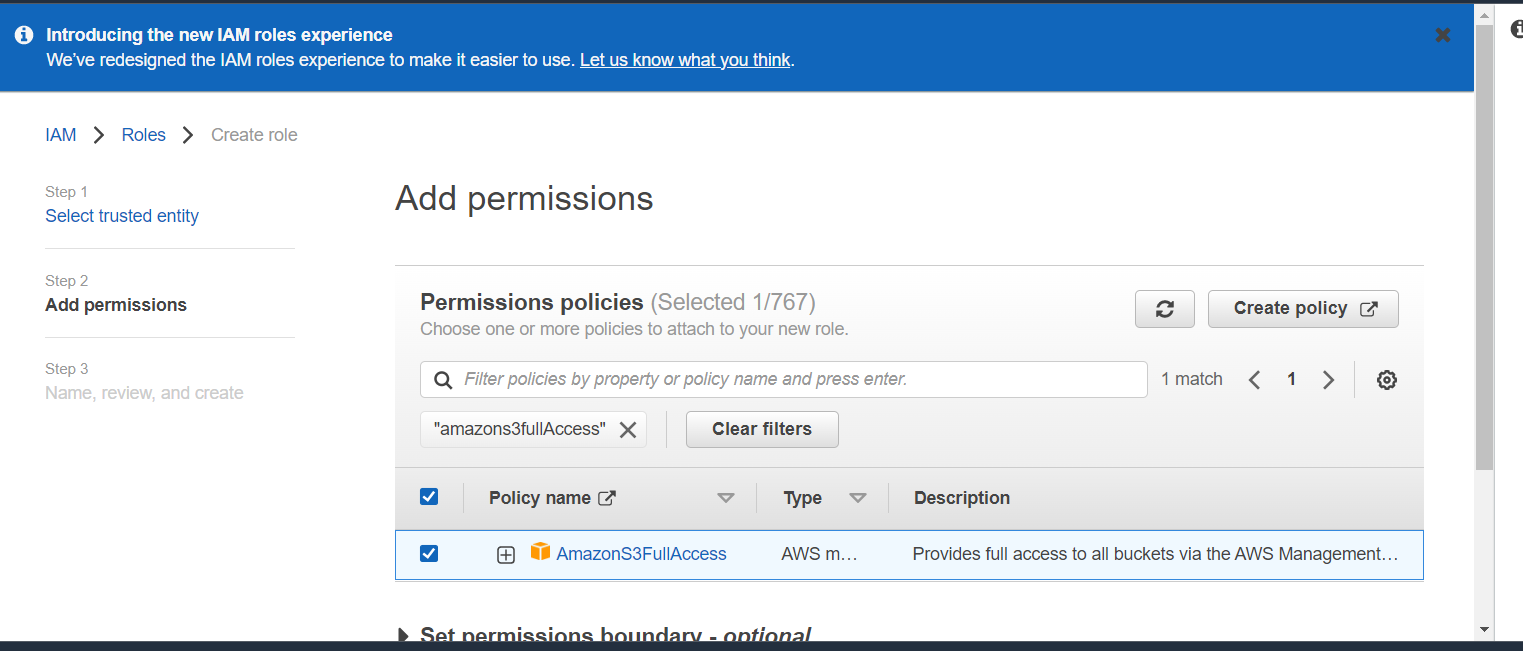 Introducing the new IAM roles experience
We've redesigned the IAM roles experience to make it easier to use. Let us know what you think.
IAM > Roles > Create role
Step 1
Select trusted entity
Step 2
Add permissions
Step 3
Name, review, and create
Add permissions
Permissions policies (Selected 1/767)
Choose one or more policies to attach to your new role.
Create policy
Filter policies by property or policy name and press enter.
1 match
1
"amazons3fullAccess"
Clear filters
Policy name
Type
Description
AmazonS3FullAccess
AWS m…
Provides full access to all buckets via the AWS Management…
Set permissions boundary - optional